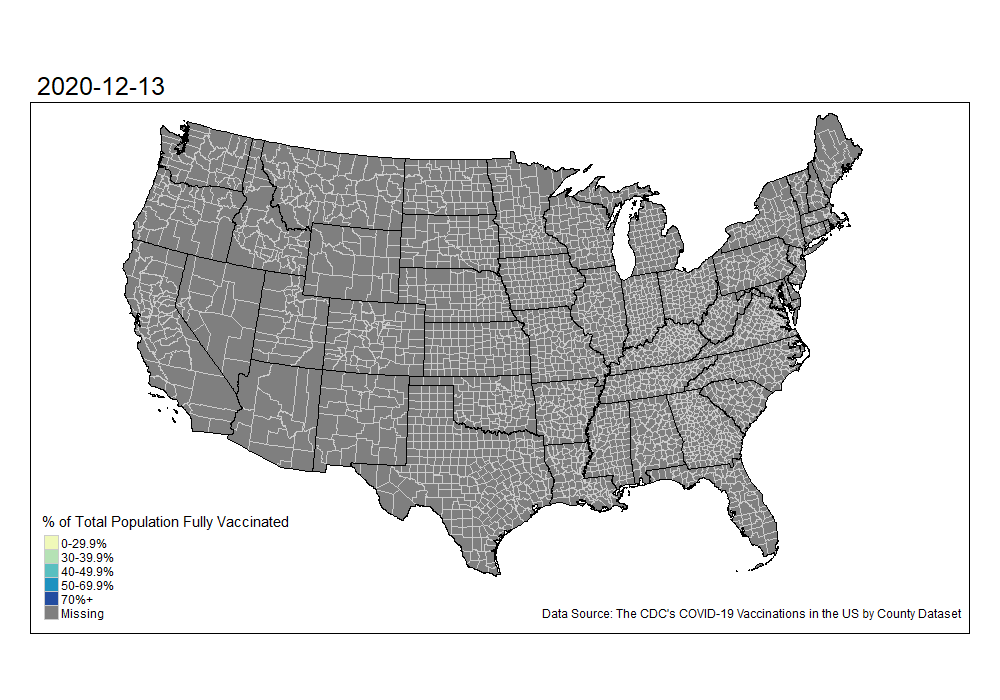 2020-12-13
% of Total Population Fully Vaccinated
0-29.9%
30-39.9%
40-49.9%
50-69.9%
70%+
Missing
Data Source: The CDC's COVID-19 Vaccinations in the US by County Dataset